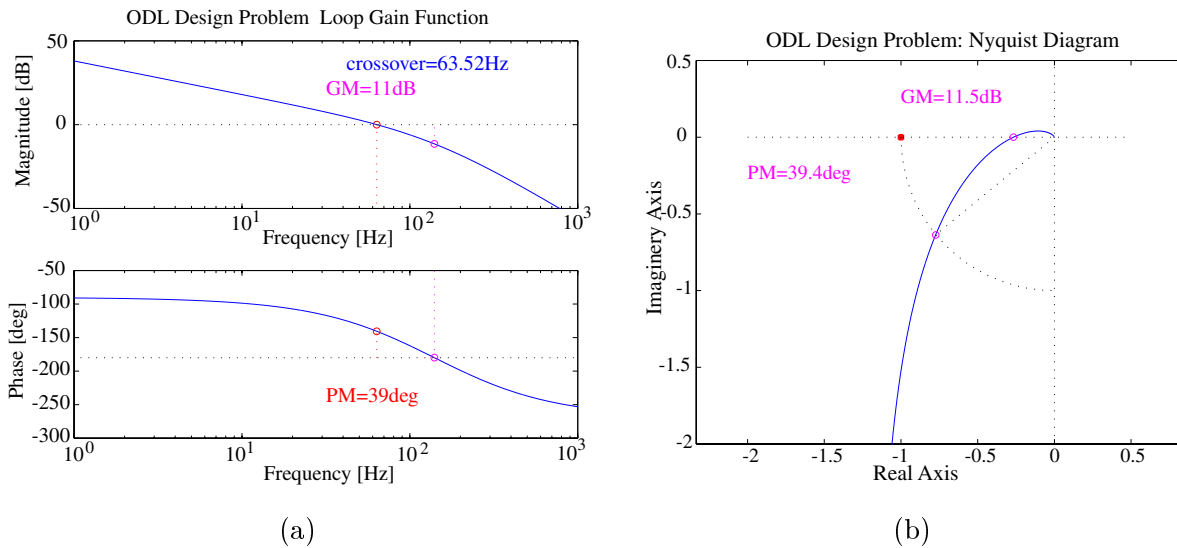 ODL Design Problem  Loop Gain Function
50
0
-50
Magnitude [dB]
crossover=63.52Hz
GM=11dB
10^0
10^1
10^2
10^3
Frequency [Hz]
-50
-100
-150
-200
-250
-300
Phase [deg]
PM=39deg
10^0
10^1
10^2
10^3
Frequency [Hz]
(a)
ODL Design Problem: Nyquist Diagram
0.5
0
-0.5
-1
-1.5
-2
Imaginery Axis
GM=11.5dB
PM=39.4deg
-2
-1.5
-1
-0.5
0
0.5
Real Axis
(b)